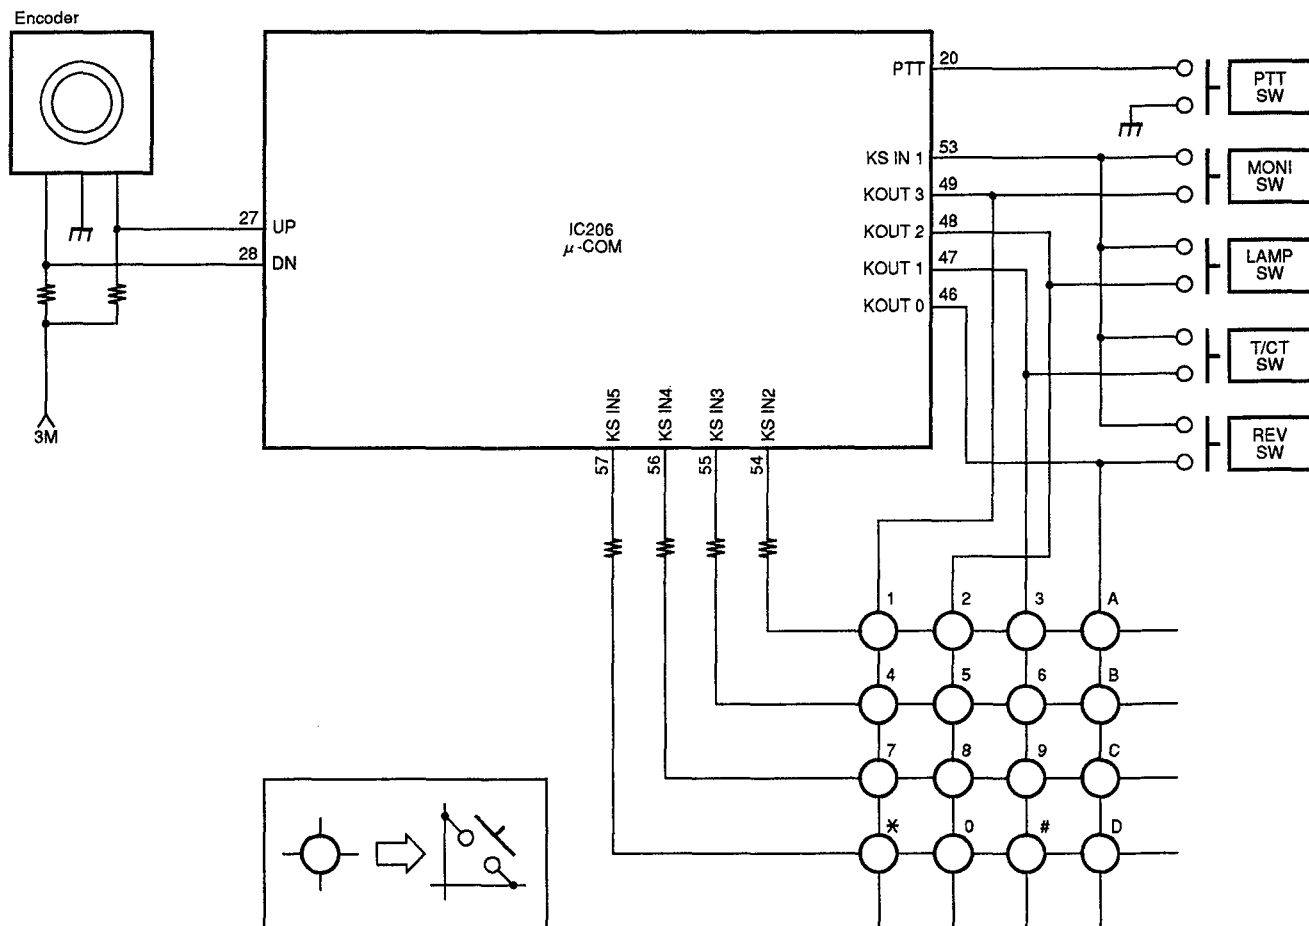 Encoder
PTT
20
PTT
SW
KS IN 1
53
MONI
SW
KOUT 3
49
KOUT 2
48
KOUT 1
47
KOUT 0
46
LAMP
SW
T/CT
SW
REV
SW
27
UP
28
DN
IC206
μ-COM
3M
KS IN5
KS IN4
KS IN3
KS IN2
57
56
55
54
1 2 3 A
4 5 6 B
7 8 9 C
* 0 # D